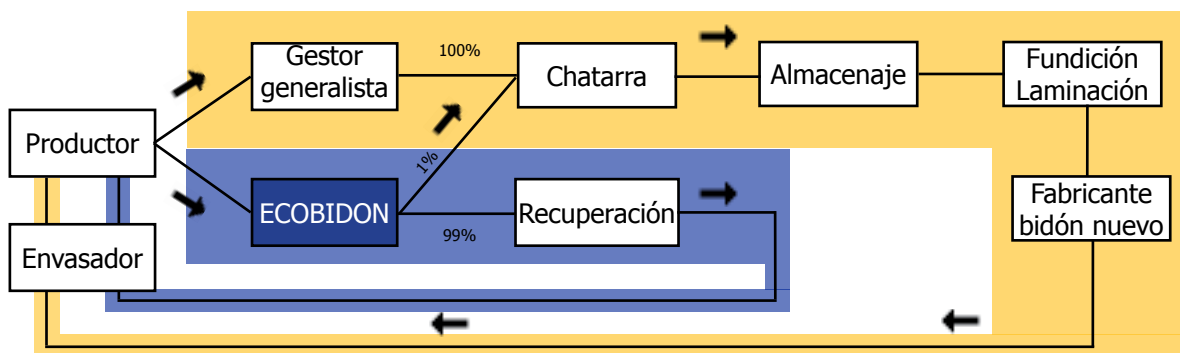 Gestor
generalista
100%
Chatarra
Almacenaje
Fundición
Laminación
Productor
1%
ECOBIDON
99%
Recuperación
Fabricante
bidón nuevo
Envasador